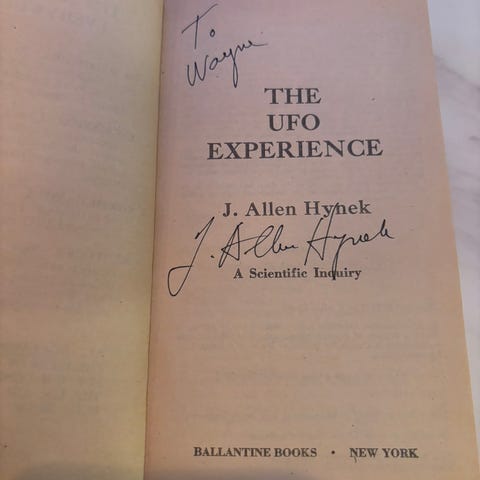 To
Wayne
THE
UFO
EXPERIENCE
J. Allen Hynek
J. Allen Hynek
A Scientific Inquiry
BALLANTINE BOOKS • NEW YORK